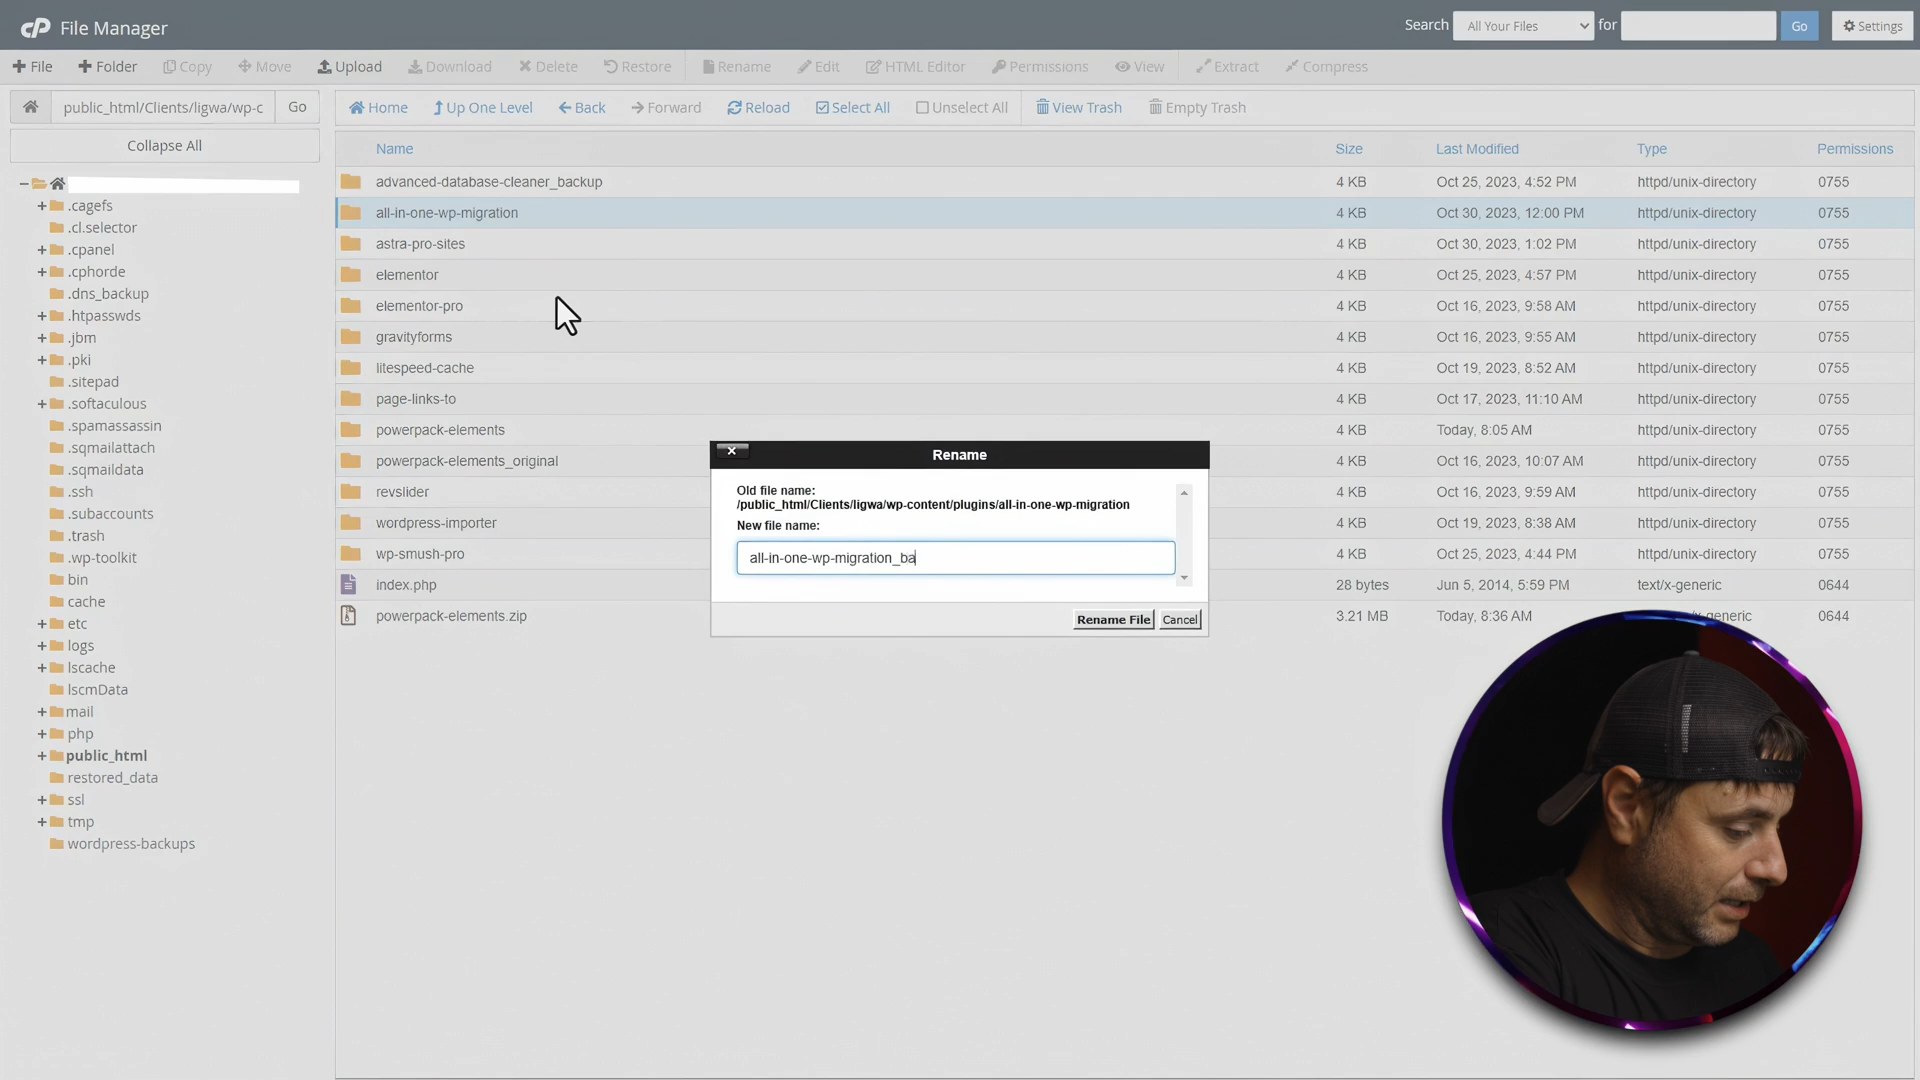 cP File Manager
Search All Your Files for Go Settings
File Folder Copy Move Upload Download Delete Restore Rename Edit HTML Editor Permissions View Extract Compress
public_html/Clients/ligwa/wp-c Go
Home Up One Level Back Forward Reload Select All Unselect All View Trash Empty Trash
Collapse All
.cagefs
.cl.selector
.cpanel
.cphorde
.dns_backup
.htpasswds
.jbm
.pki
.sitepad
.softaculous
.spamassassin
.sqmailattach
.sqmaildata
.ssh
.subaccounts
.trash
.wp-toolkit
bin
cache
etc
logs
lscache
lscmData
mail
php
public_html
restored_data
ssl
tmp
wordpress-backups
Name Size Last Modified Type Permissions
advanced-database-cleaner_backup 4 KB Oct 25, 2023, 4:52 PM httpd/unix-directory 0755
all-in-one-wp-migration 4 KB Oct 30, 2023, 12:00 PM httpd/unix-directory 0755
astra-pro-sites 4 KB Oct 30, 2023, 1:02 PM httpd/unix-directory 0755
elementor 4 KB Oct 25, 2023, 4:57 PM httpd/unix-directory 0755
elementor-pro 4 KB Oct 16, 2023, 9:58 AM httpd/unix-directory 0755
gravityforms 4 KB Oct 16, 2023, 9:55 AM httpd/unix-directory 0755
litespeed-cache 4 KB Oct 19, 2023, 8:52 AM httpd/unix-directory 0755
page-links-to 4 KB Oct 17, 2023, 11:10 AM httpd/unix-directory 0755
powerpack-elements 4 KB Today, 8:05 AM httpd/unix-directory 0755
powerpack-elements_original 4 KB Oct 16, 2023, 10:07 AM httpd/unix-directory 0755
revslider 4 KB Oct 16, 2023, 9:59 AM httpd/unix-directory 0755
wordpress-importer 4 KB Oct 19, 2023, 8:38 AM httpd/unix-directory 0755
wp-smush-pro 4 KB Oct 25, 2023, 4:44 PM httpd/unix-directory 0755
index.php 28 bytes Jun 5, 2014, 5:59 PM text/x-generic 0644
powerpack-elements.zip 3.21 MB Today, 8:36 AM x-generic 0644
Rename
Old file name:
/public_html/Clients/ligwa/wp-content/plugins/all-in-one-wp-migration
New file name:
all-in-one-wp-migration_ba
Rename File Cancel